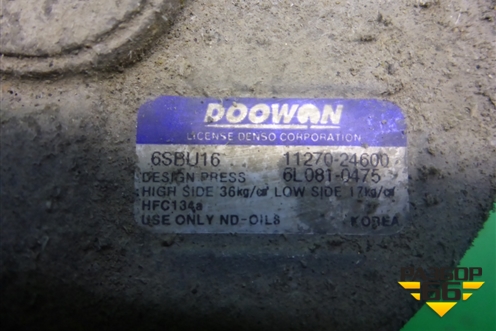 DOOWON
LICENSE DENSO CORPORATION
6SBU16 11270-24600
DESIGN PRESS 6L081-0475
HIGH SIDE 36kg/㎠ LOW SIDE 17kg/㎠
HFC134a
USE ONLY ND-OIL8 KOREA